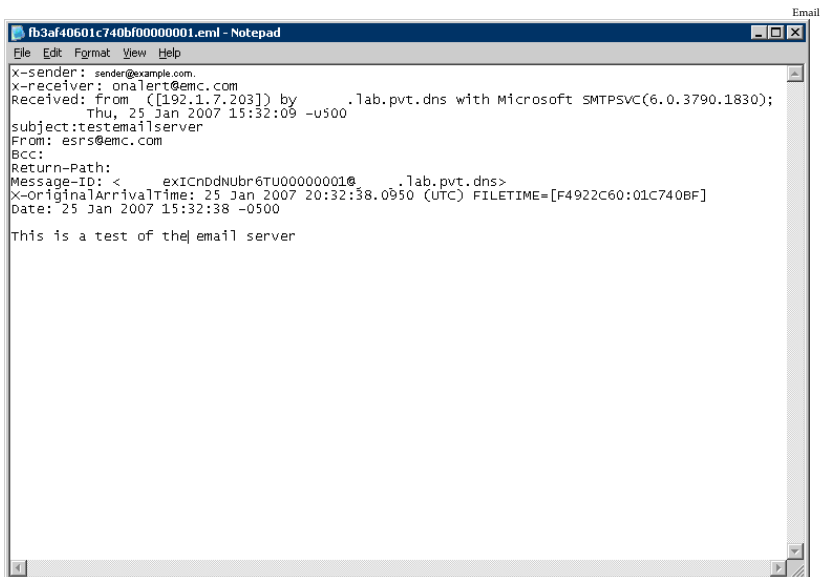 Email
fb3af40601c740bf00000001.eml - Notepad
File Edit Format View Help
x-sender: sender@example.com.
x-receiver: onalert@emc.com
Received: from ([192.1.7.203]) by .lab.pvt.dns with Microsoft SMTPSVC(6.0.3790.1830);
Thu, 25 Jan 2007 15:32:09 -0500
subject:testemailserver
From: esrs@emc.com
Bcc:
Return-Path:
Message-ID: < exICnDdNUbr6TU00000001@ .lab.pvt.dns>
X-OriginalArrivalTime: 25 Jan 2007 20:32:38.0950 (UTC) FILETIME=[F4922C60:01C740BF]
Date: 25 Jan 2007 15:32:38 -0500
This is a test of the email server